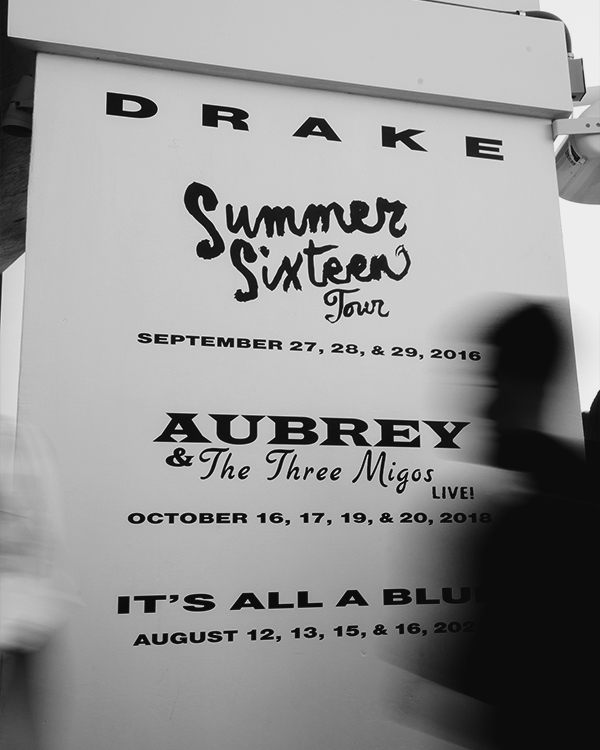 DRAKE
Summer
Sixteen
Tour
SEPTEMBER 27, 28, & 29, 2016
AUBREY
& The Three Migos
LIVE!
OCTOBER 16, 17, 19, & 20, 2018
IT'S ALL A
AUGUST 12, 13, 15, & 16,